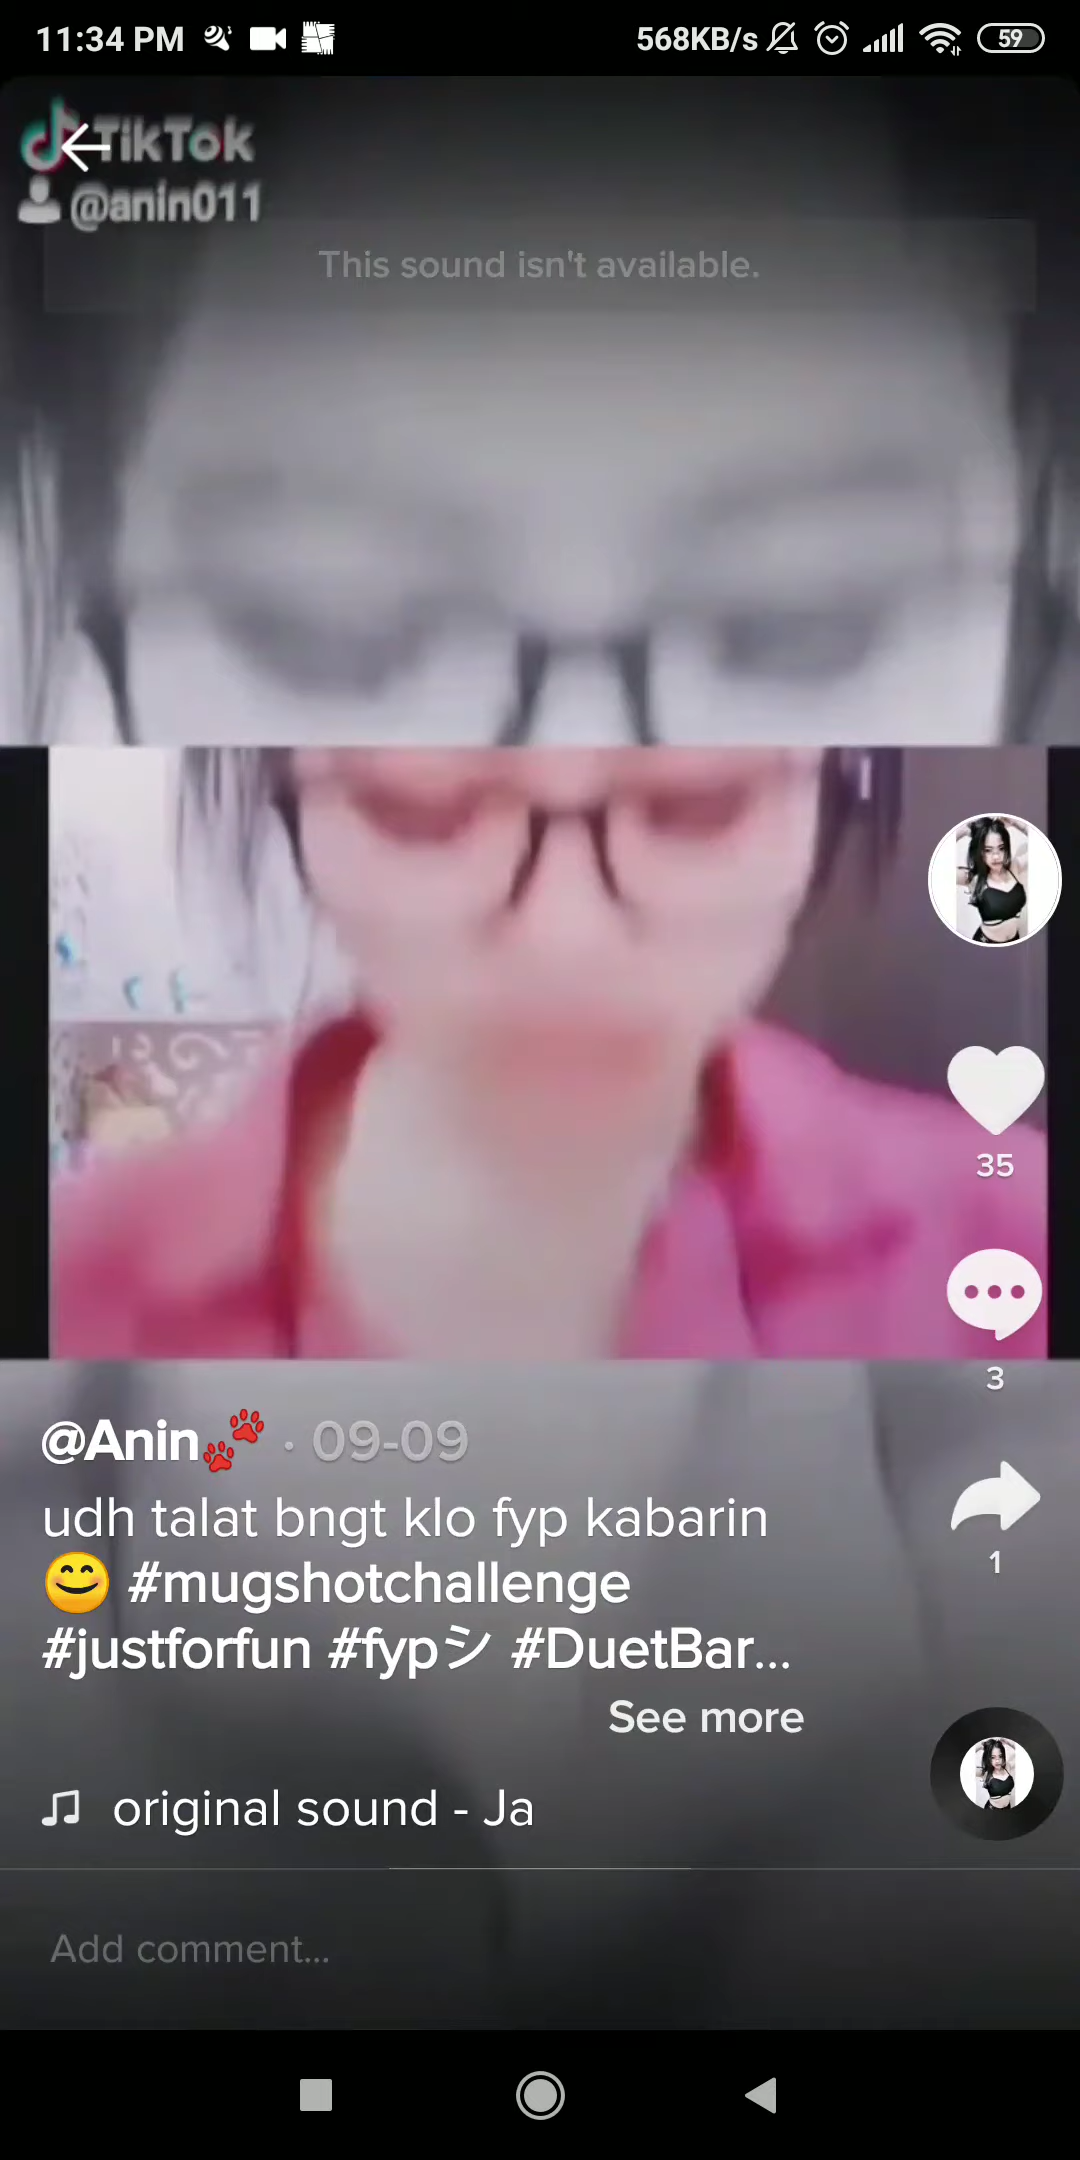 11:34 PM 568KB/s 59
TikTok
@anin011
This sound isn't available.
35
3
@Anin🐾 · 09-09
udh talat bngt klo fyp kabarin
😊 #mugshotchallenge
#justforfun #fypシ #DuetBar...
See more
1
original sound - Ja
Add comment...